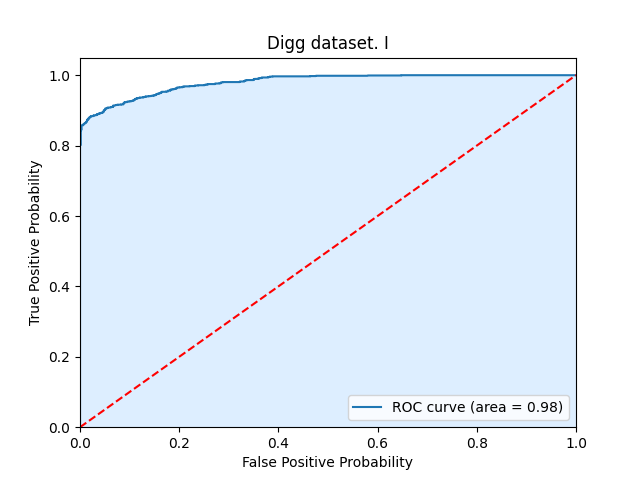 Digg dataset. I
True Positive Probability
1.0
0.8
0.6
0.4
0.2
0.0
ROC curve (area = 0.98)
0.0 0.2 0.4 0.6 0.8 1.0
False Positive Probability